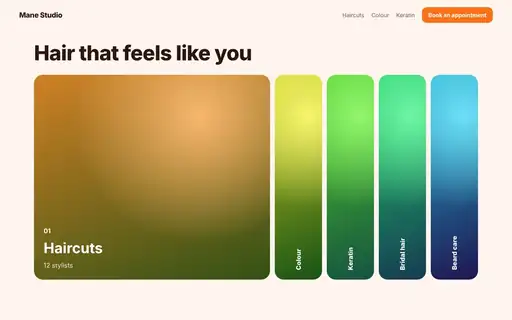 Mane Studio
Haircuts
Colour
Keratin
Book an appointment
Hair that feels like you
01
Haircuts
12 stylists
Colour
Keratin
Bridal hair
Beard care